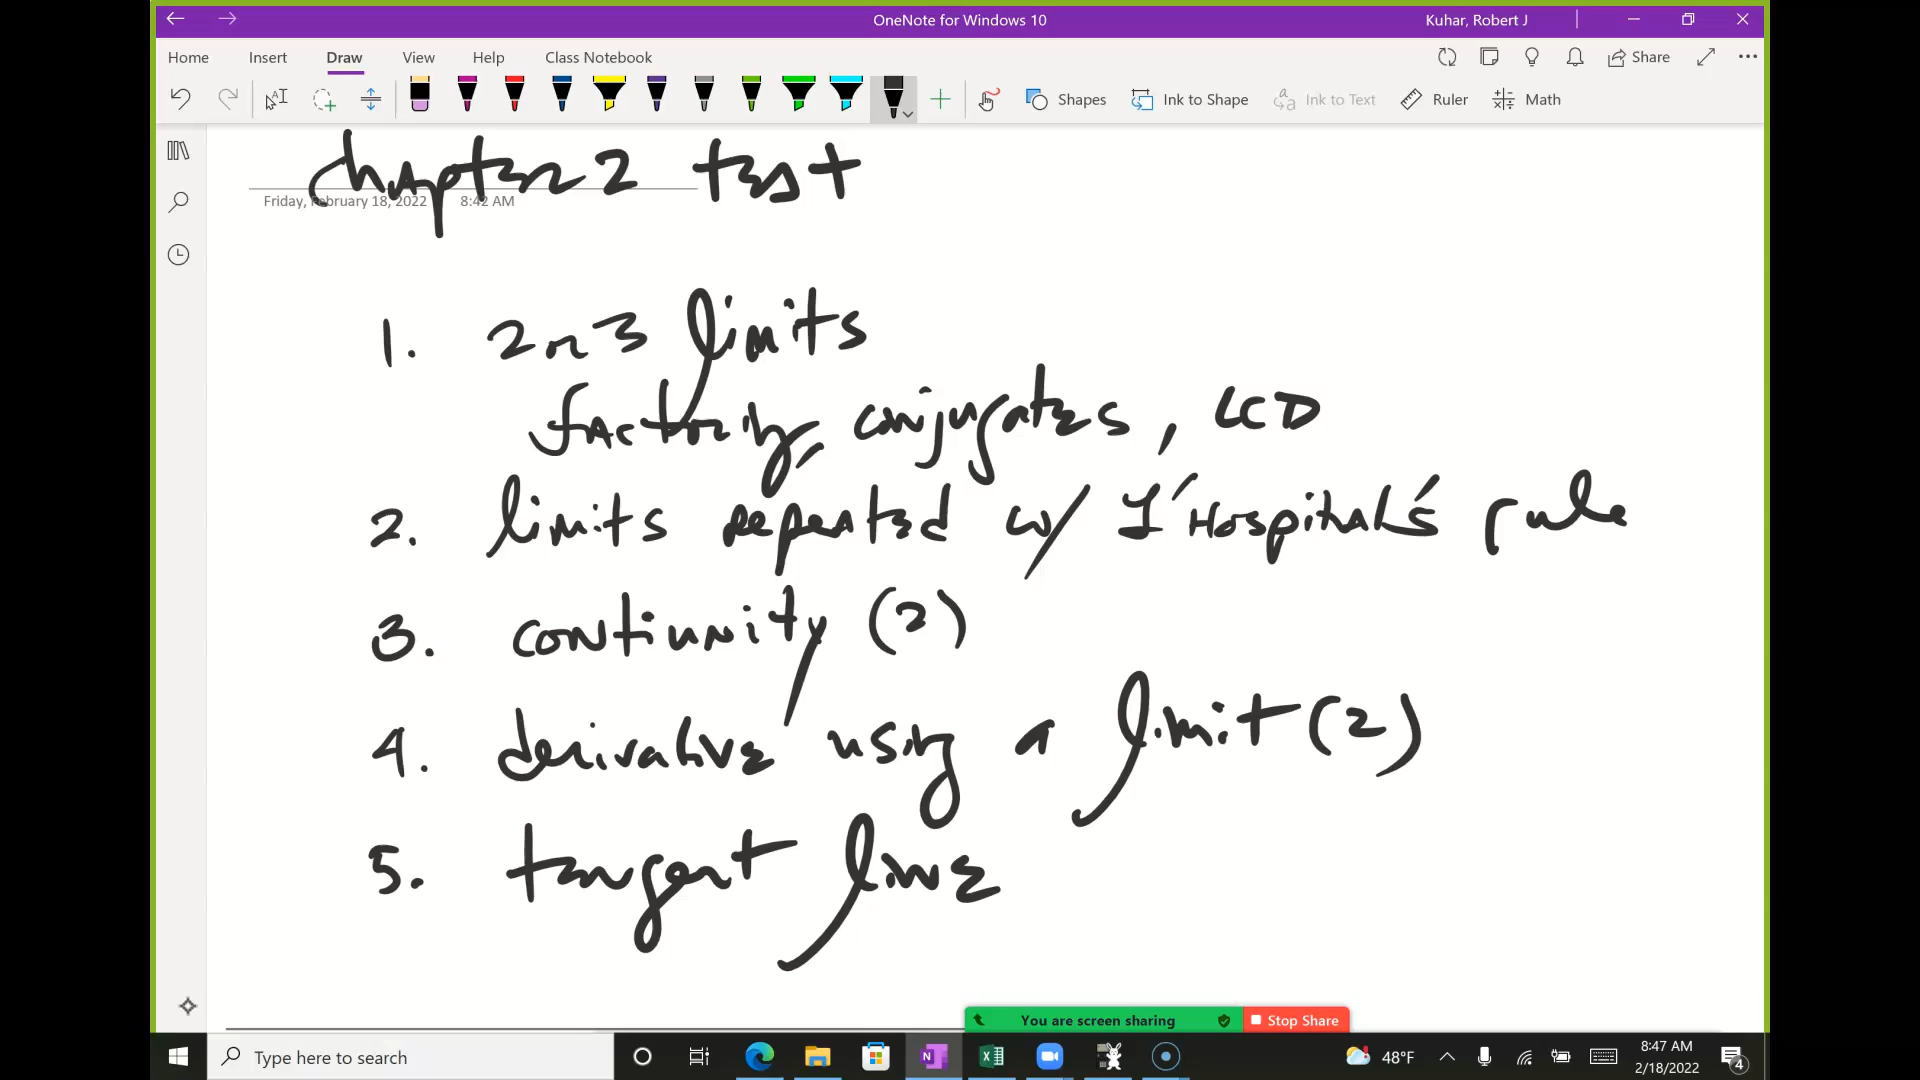 OneNote for Windows 10
Kuhar, Robert J
Home Insert Draw View Help Class Notebook
Share
Shapes Ink to Shape Ink to Text Ruler Math
chapter 2 test
Friday, February 18, 2022 8:42 AM
1. 2 or 3 limits
factoring, conjugates, LCD
2. limits repeated w/ L'Hospital's rule
3. continuity (2)
4. derivative using a limit (2)
5. tangent line
You are screen sharing Stop Share
Type here to search
48°F
8:47 AM
2/18/2022
4